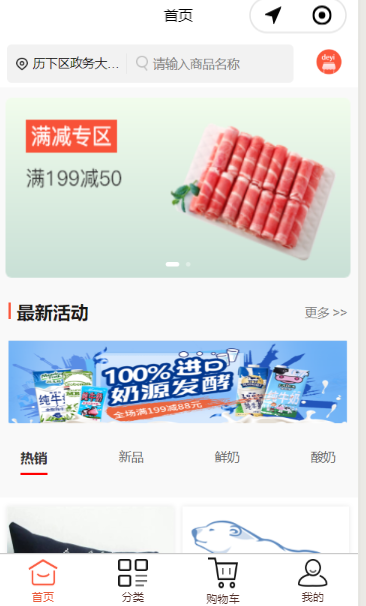 首页
历下区政务大... 请输入商品名称 deyi
满减专区
满199减50
最新活动 更多 >>
100%进口
奶源发酵
全场满199减88元
纯牛
热销 新品 鲜奶 酸奶
首页 分类 购物车 我的